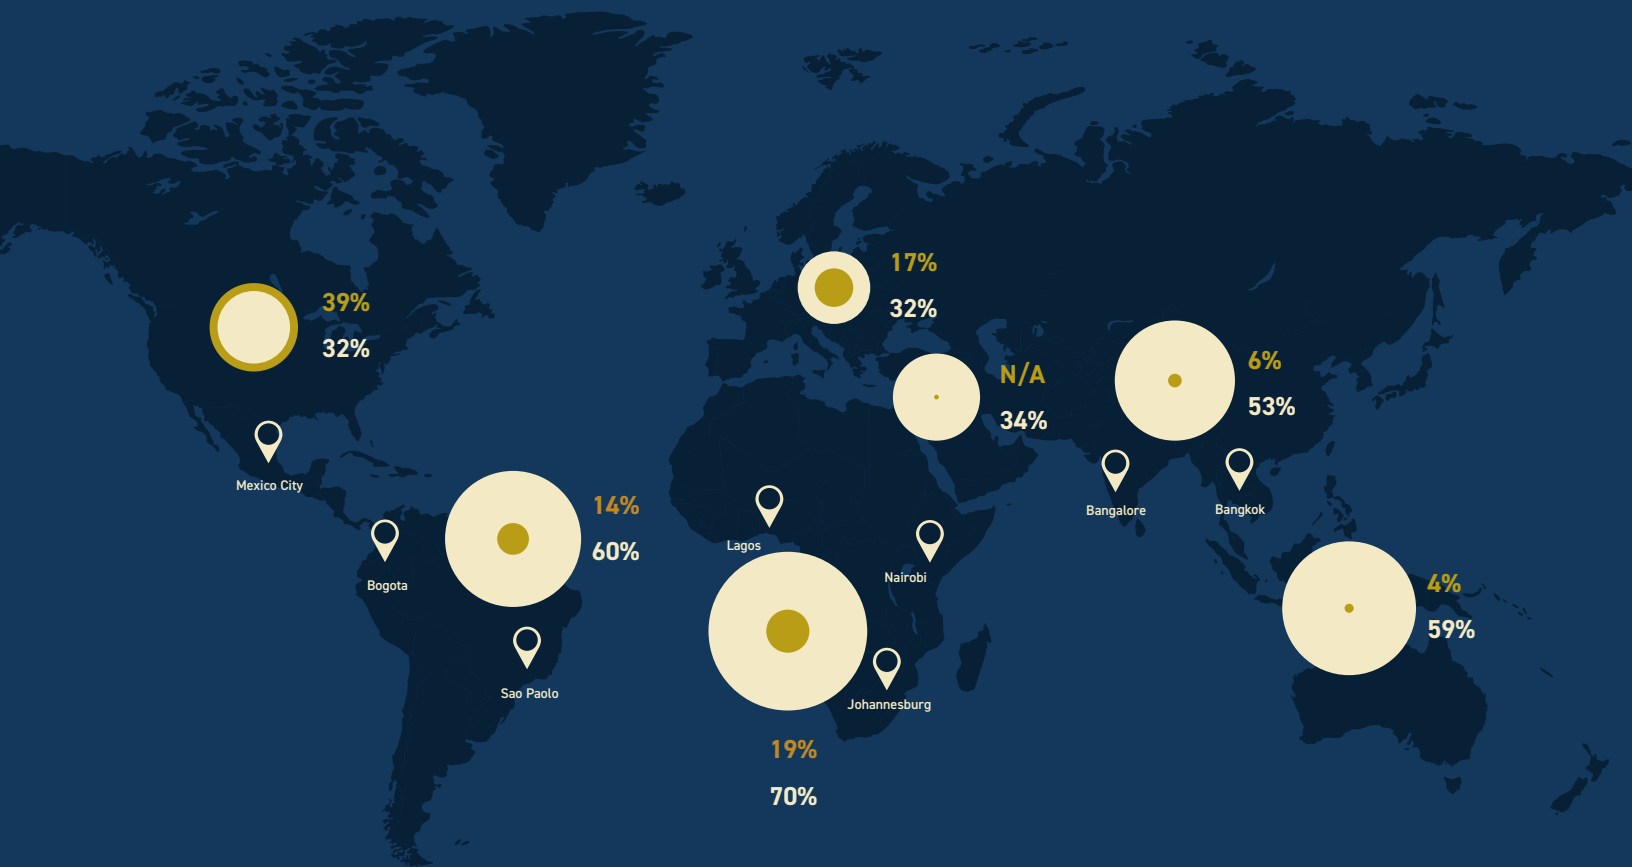 17%
32%
39%
32%
6%
53%
N/A
34%
Mexico City
14%
60%
Bogota
Lagos
Nairobi
Bangalore
Bangkok
4%
59%
Sao Paolo
Johannesburg
19%
70%